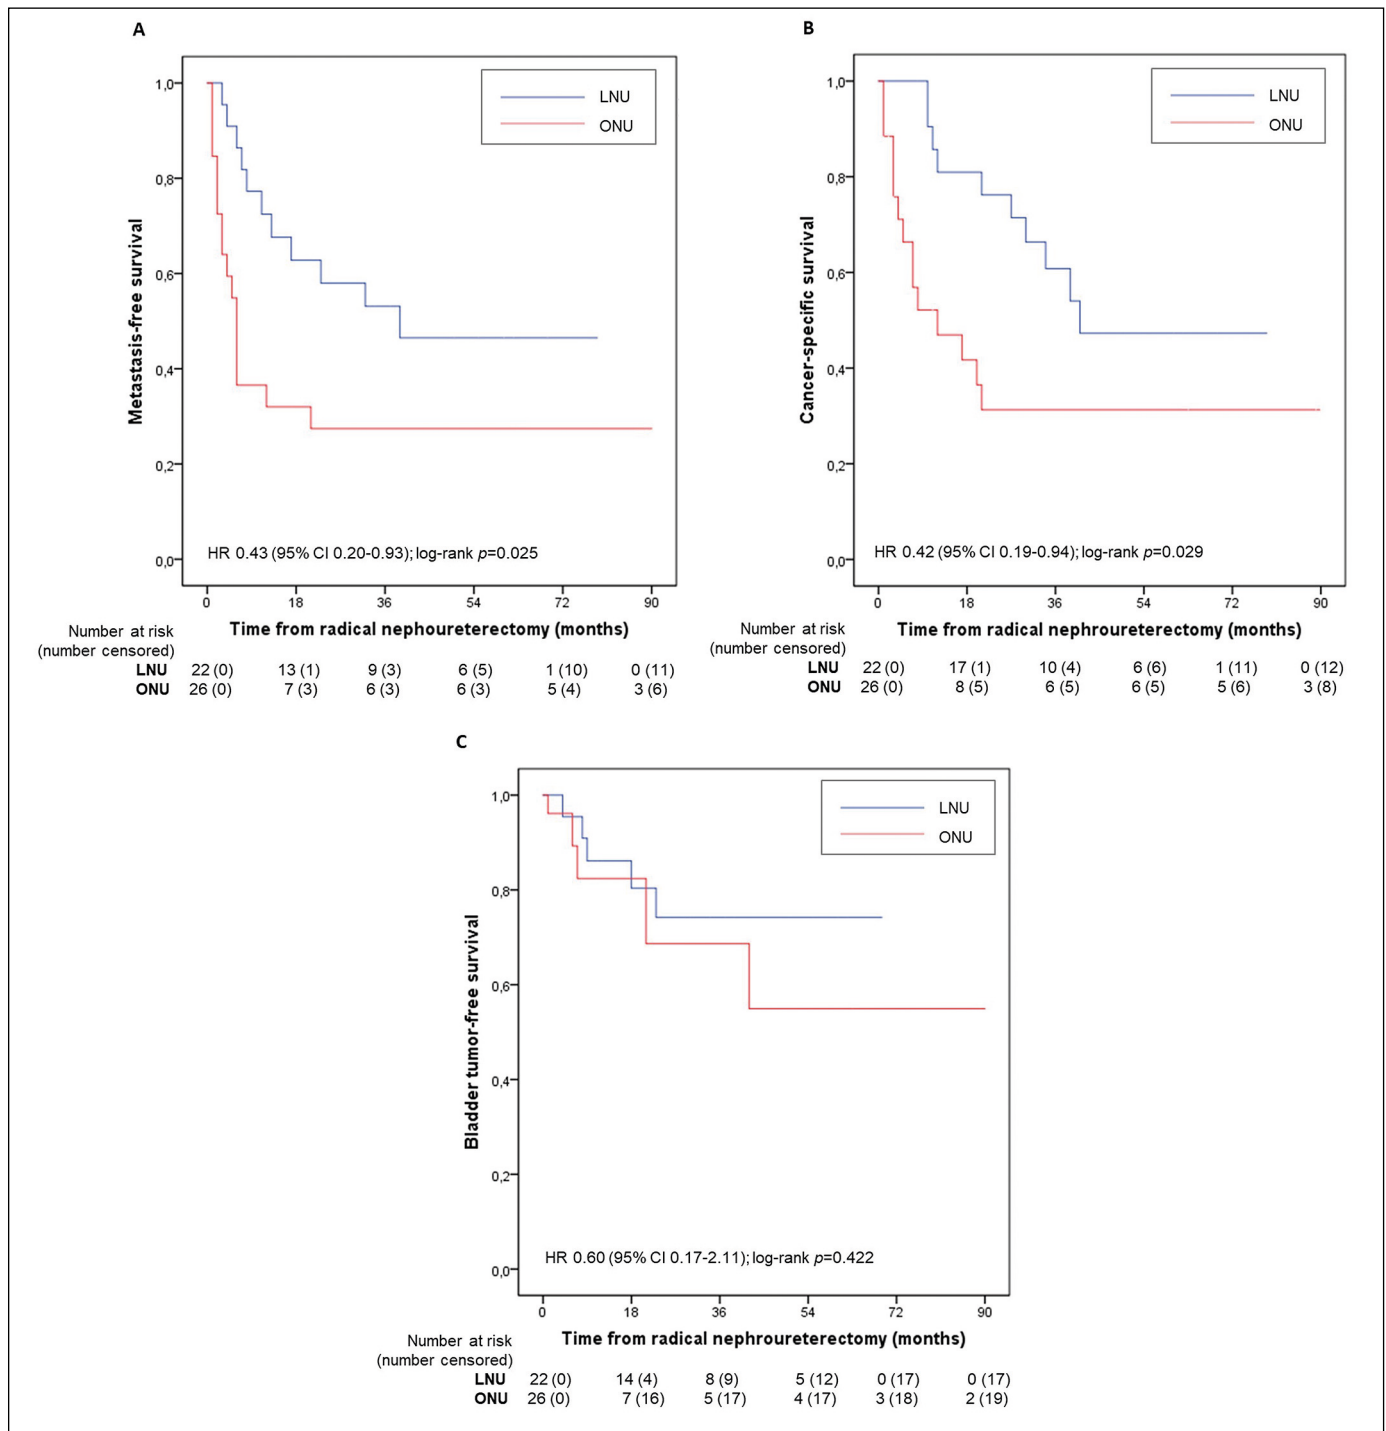 A
LNU
ONU
1,0
0,8
0,6
0,4
0,2
0,0
Metastasis-free survival
HR 0.43 (95% CI 0.20-0.93); log-rank p=0.025
0 18 36 54 72 90
Time from radical nephoureterectomy (months)
Number at risk
(number censored)
LNU 22 (0) 13 (1) 9 (3) 6 (5) 1 (10) 0 (11)
ONU 26 (0) 7 (3) 6 (3) 6 (3) 5 (4) 3 (6)
B
LNU
ONU
1,0
0,8
0,6
0,4
0,2
0,0
Cancer-specific survival
HR 0.42 (95% CI 0.19-0.94); log-rank p=0.029
0 18 36 54 72 90
Time from radical nephroureterectomy (months)
Number at risk
(number censored)
LNU 22 (0) 17 (1) 10 (4) 6 (6) 1 (11) 0 (12)
ONU 26 (0) 8 (5) 6 (5) 6 (5) 5 (6) 3 (8)
C
LNU
ONU
1,0
0,8
0,6
0,4
0,2
0,0
Bladder tumor-free survival
HR 0.60 (95% CI 0.17-2.11); log-rank p=0.422
0 18 36 54 72 90
Time from radical nephroureterectomy (months)
Number at risk
(number censored)
LNU 22 (0) 14 (4) 8 (9) 5 (12) 0 (17) 0 (17)
ONU 26 (0) 7 (16) 5 (17) 4 (17) 3 (18) 2 (19)